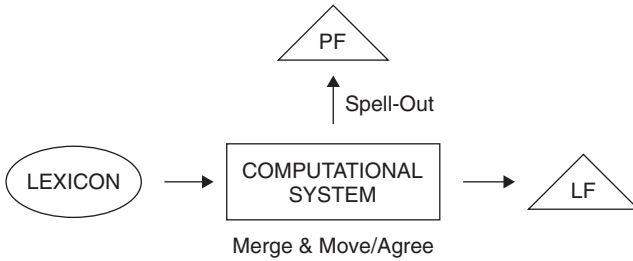 PF
Spell-Out
LEXICON
COMPUTATIONAL
SYSTEM
LF
Merge & Move/Agree